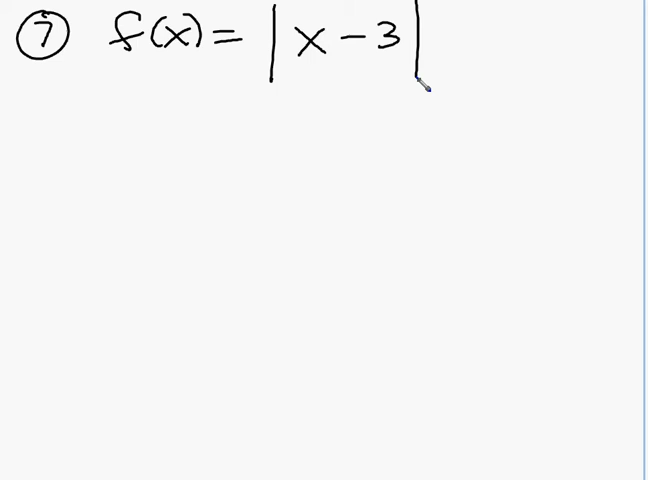 ⑦ f(x) = | x - 3 |